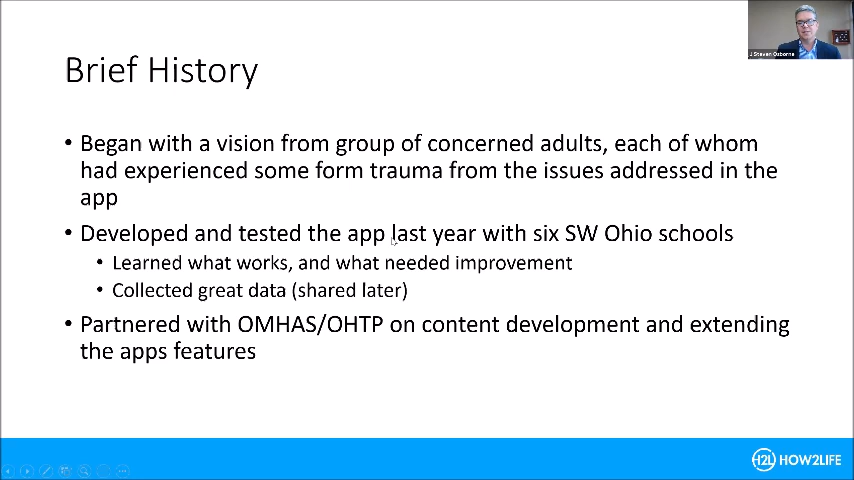 J Steven Osborne
Brief History
• Began with a vision from group of concerned adults, each of whom
had experienced some form trauma from the issues addressed in the
app
• Developed and tested the app last year with six SW Ohio schools
• Learned what works, and what needed improvement
• Collected great data (shared later)
• Partnered with OMHAS/OHTP on content development and extending
the apps features
H2L HOW2LIFE